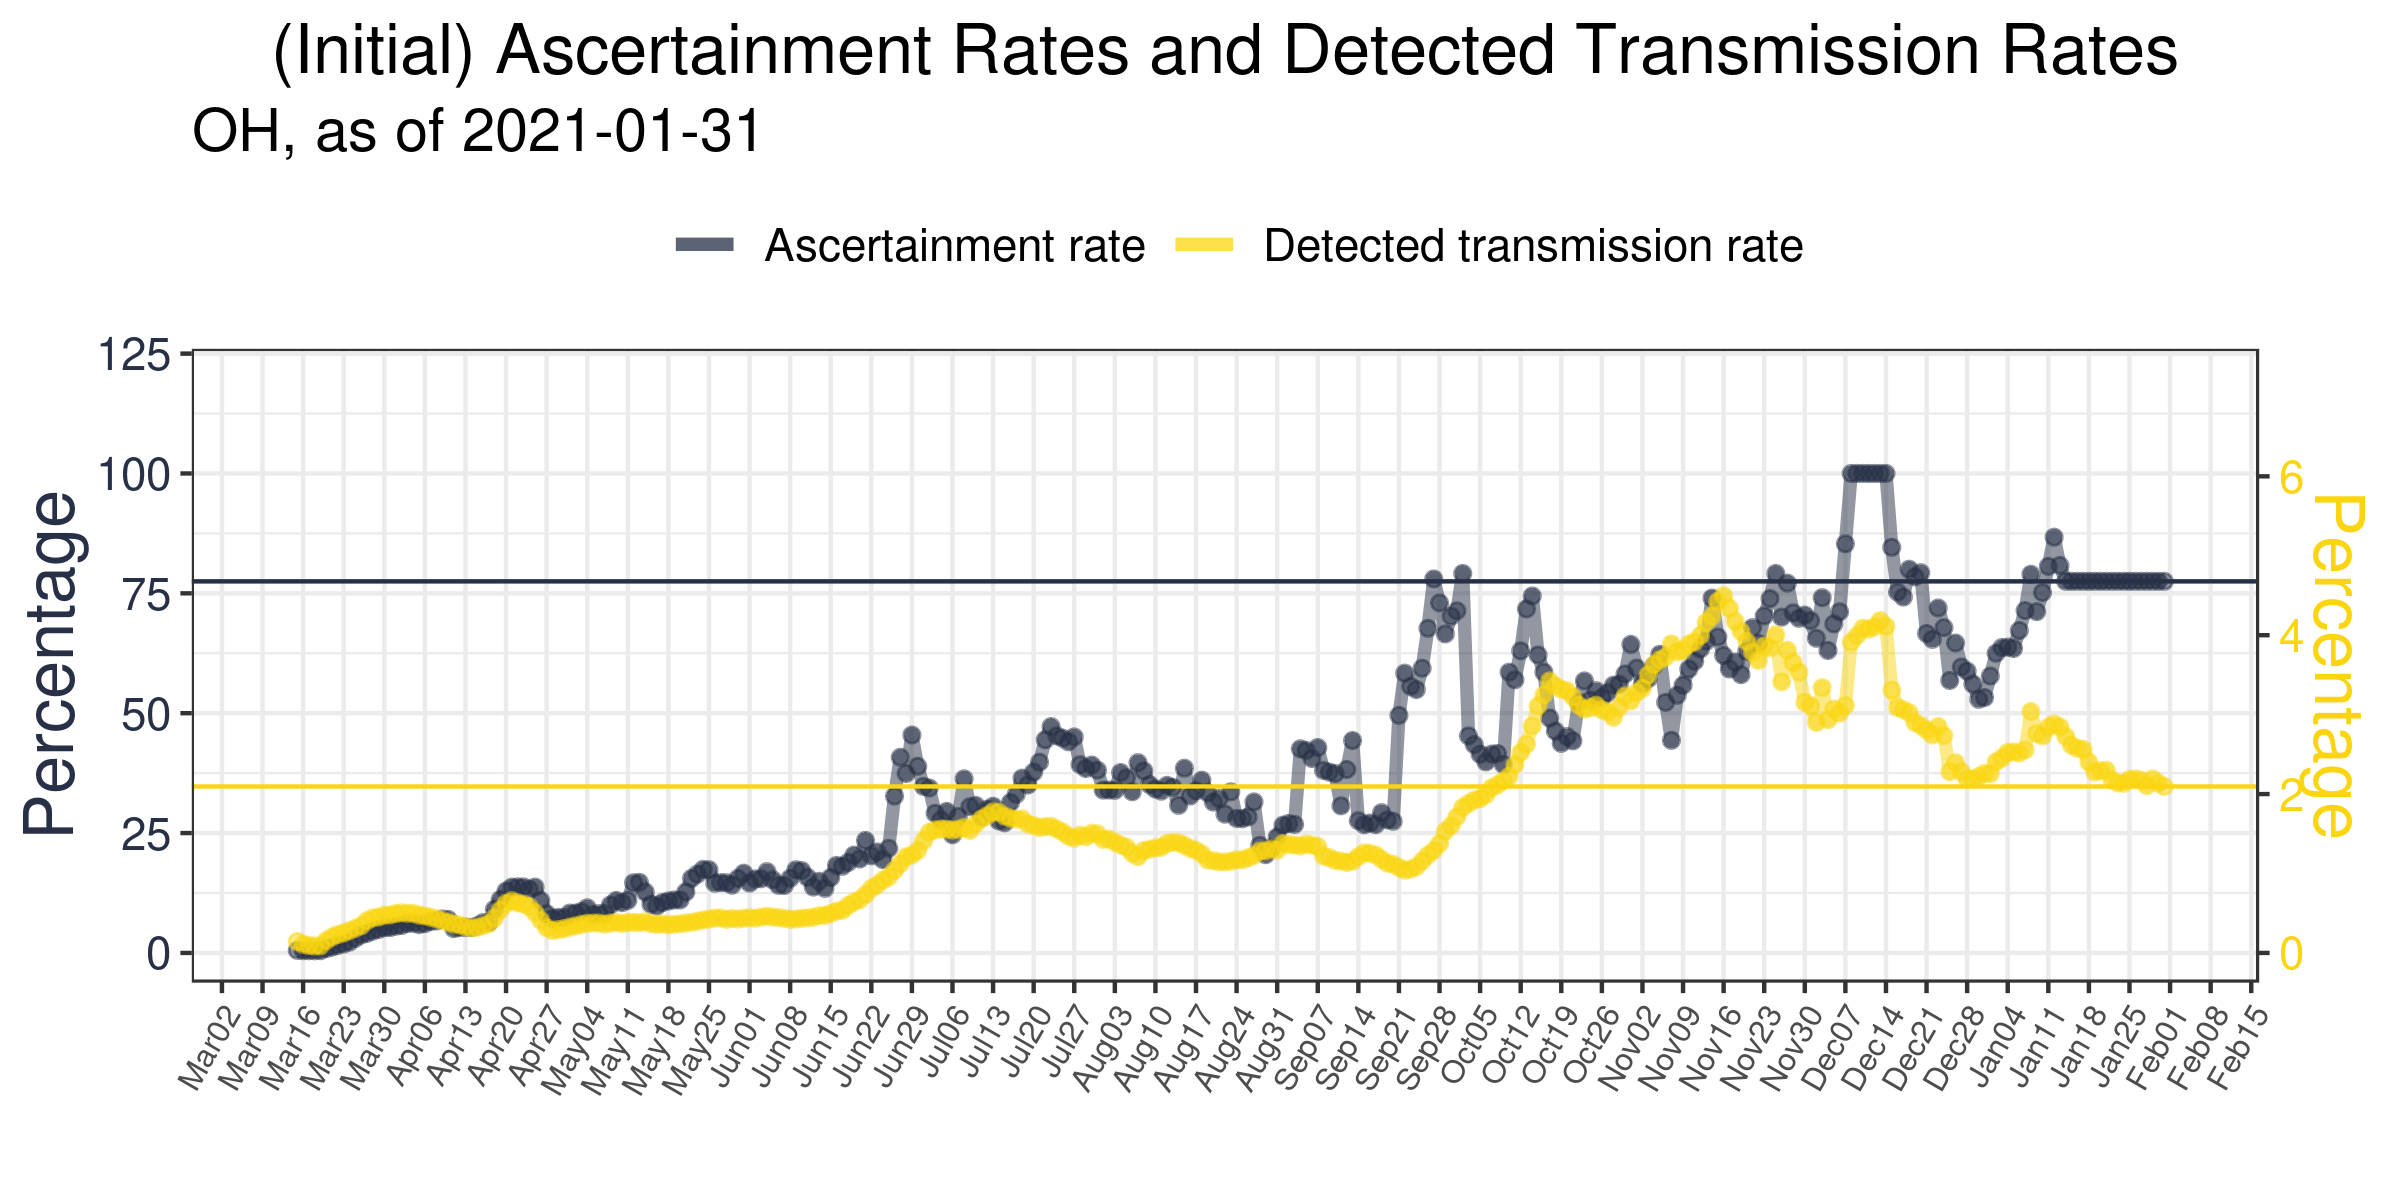 (Initial) Ascertainment Rates and Detected Transmission Rates
OH, as of 2021-01-31
Ascertainment rate
Detected transmission rate
125
100
75
50
25
0
Percentage
6
4
2
0
Percentage
Mar02
Mar09
Mar16
Mar23
Mar30
Apr06
Apr13
Apr20
Apr27
May04
May11
May18
May25
Jun01
Jun08
Jun15
Jun22
Jun29
Jul06
Jul13
Jul20
Jul27
Aug03
Aug10
Aug17
Aug24
Aug31
Sep07
Sep14
Sep21
Sep28
Oct05
Oct12
Oct19
Oct26
Nov02
Nov09
Nov16
Nov23
Nov30
Dec07
Dec14
Dec21
Dec28
Jan04
Jan11
Jan18
Jan25
Feb01
Feb08
Feb15